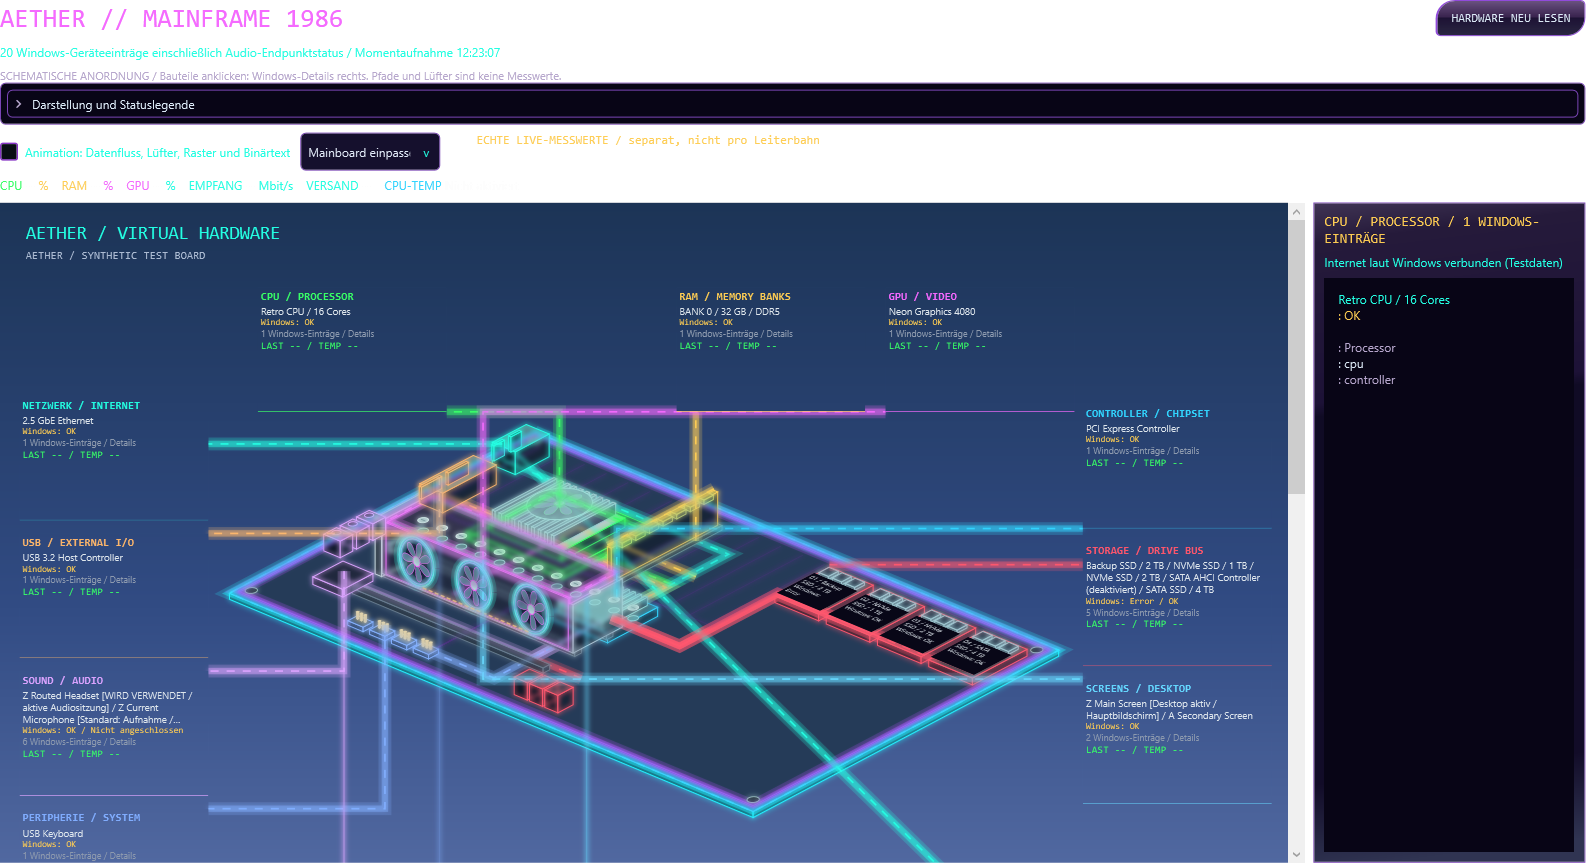 AETHER // MAINFRAME 1986
HARDWARE NEU LESEN
20 Windows-Geräteeinträge einschließlich Audio-Endpunktstatus / Momentaufnahme 12:23:07
SCHEMATISCHE ANORDNUNG / Bauteile anklicken: Windows-Details rechts. Pfade und Lüfter sind keine Messwerte.
Darstellung und Statuslegende
Animation: Datenfluss, Lüfter, Raster und Binärtext
Mainboard einpass
ECHTE LIVE-MESSWERTE / separat, nicht pro Leiterbahn
CPU % RAM % GPU % EMPFANG Mbit/s VERSAND CPU-TEMP
AETHER / VIRTUAL HARDWARE
AETHER / SYNTHETIC TEST BOARD
CPU / PROCESSOR
Retro CPU / 16 Cores
Windows: OK
1 Windows-Einträge / Details
LAST -- / TEMP --
RAM / MEMORY BANKS
BANK 0 / 32 GB / DDR5
Windows: OK
1 Windows-Einträge / Details
LAST -- / TEMP --
GPU / VIDEO
Neon Graphics 4080
Windows: OK
1 Windows-Einträge / Details
LAST -- / TEMP --
NETZWERK / INTERNET
2.5 GbE Ethernet
Windows: OK
1 Windows-Einträge / Details
LAST -- / TEMP --
USB / EXTERNAL I/O
USB 3.2 Host Controller
Windows: OK
1 Windows-Einträge / Details
LAST -- / TEMP --
SOUND / AUDIO
Z Routed Headset [WIRD VERWENDET /
aktive Audiositzung] / Z Current
Microphone [Standard: Aufnahme /...
Windows: OK / Nicht angeschlossen
6 Windows-Einträge / Details
LAST -- / TEMP --
PERIPHERIE / SYSTEM
USB Keyboard
Windows: OK
1 Windows-Einträge / Details
CONTROLLER / CHIPSET
PCI Express Controller
Windows: OK
1 Windows-Einträge / Details
LAST -- / TEMP --
STORAGE / DRIVE BUS
Backup SSD / 2 TB / NVMe SSD / 1 TB /
NVMe SSD / 2 TB / SATA AHCI Controller
(deaktiviert) / SATA SSD / 4 TB
Windows: Error / OK
5 Windows-Einträge / Details
LAST -- / TEMP --
SCREENS / DESKTOP
Z Main Screen [Desktop aktiv /
Hauptbildschirm] / A Secondary Screen
Windows: OK
2 Windows-Einträge / Details
LAST -- / TEMP --
CPU / PROCESSOR / 1 WINDOWS-
EINTRÄGE
Internet laut Windows verbunden (Testdaten)
Retro CPU / 16 Cores
: OK
: Processor
: cpu
: controller